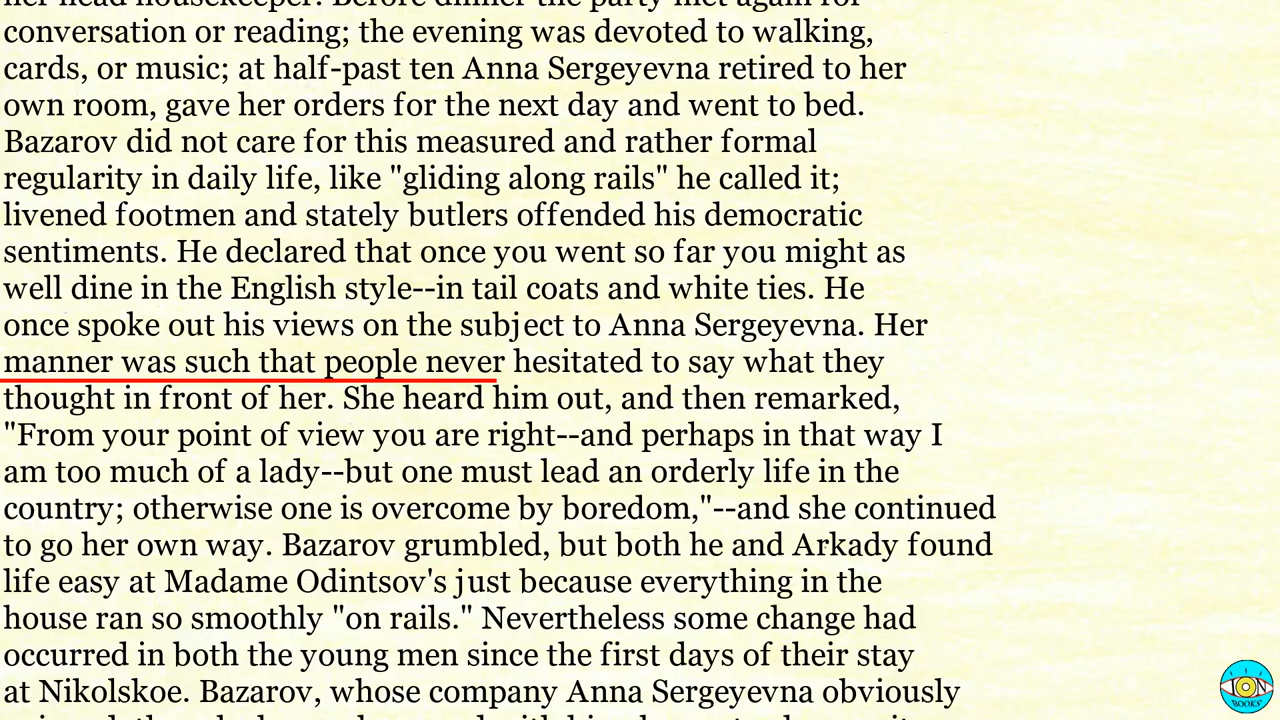 her head housekeeper. Before dinner the party met again for
conversation or reading; the evening was devoted to walking,
cards, or music; at half-past ten Anna Sergeyevna retired to her
own room, gave her orders for the next day and went to bed.
Bazarov did not care for this measured and rather formal
regularity in daily life, like "gliding along rails" he called it;
livened footmen and stately butlers offended his democratic
sentiments. He declared that once you went so far you might as
well dine in the English style--in tail coats and white ties. He
once spoke out his views on the subject to Anna Sergeyevna. Her
manner was such that people never hesitated to say what they
thought in front of her. She heard him out, and then remarked,
"From your point of view you are right--and perhaps in that way I
am too much of a lady--but one must lead an orderly life in the
country; otherwise one is overcome by boredom,"--and she continued
to go her own way. Bazarov grumbled, but both he and Arkady found
life easy at Madame Odintsov's just because everything in the
house ran so smoothly "on rails." Nevertheless some change had
occurred in both the young men since the first days of their stay
at Nikolskoe. Bazarov, whose company Anna Sergeyevna obviously
ION
BOOKS